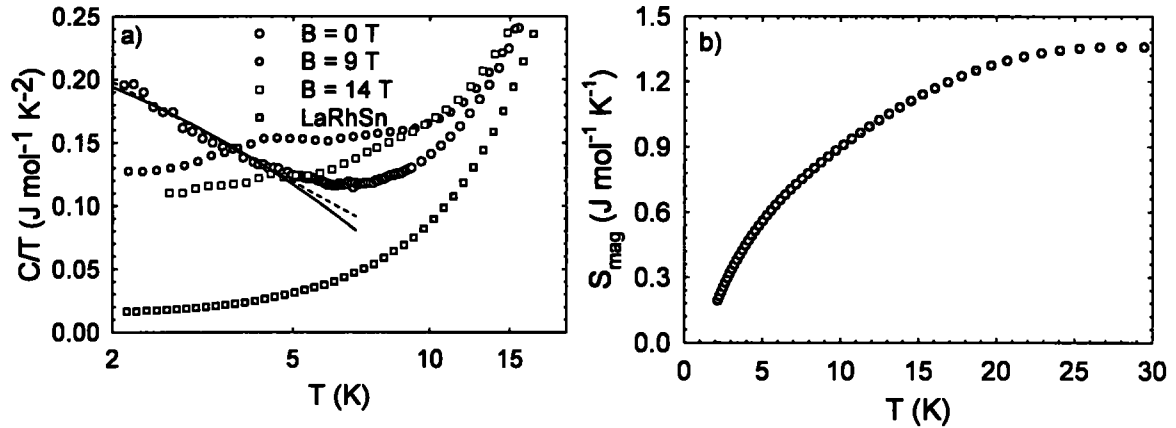 a)
B = 0 T
B = 9 T
B = 14 T
LaRhSn
C/T (J mol⁻¹ K⁻²)
0.25
0.20
0.15
0.10
0.05
0.00
2 5 10 15
T (K)
b)
S_mag (J mol⁻¹ K⁻¹)
1.5
1.2
0.9
0.6
0.3
0.0
0 5 10 15 20 25 30
T (K)